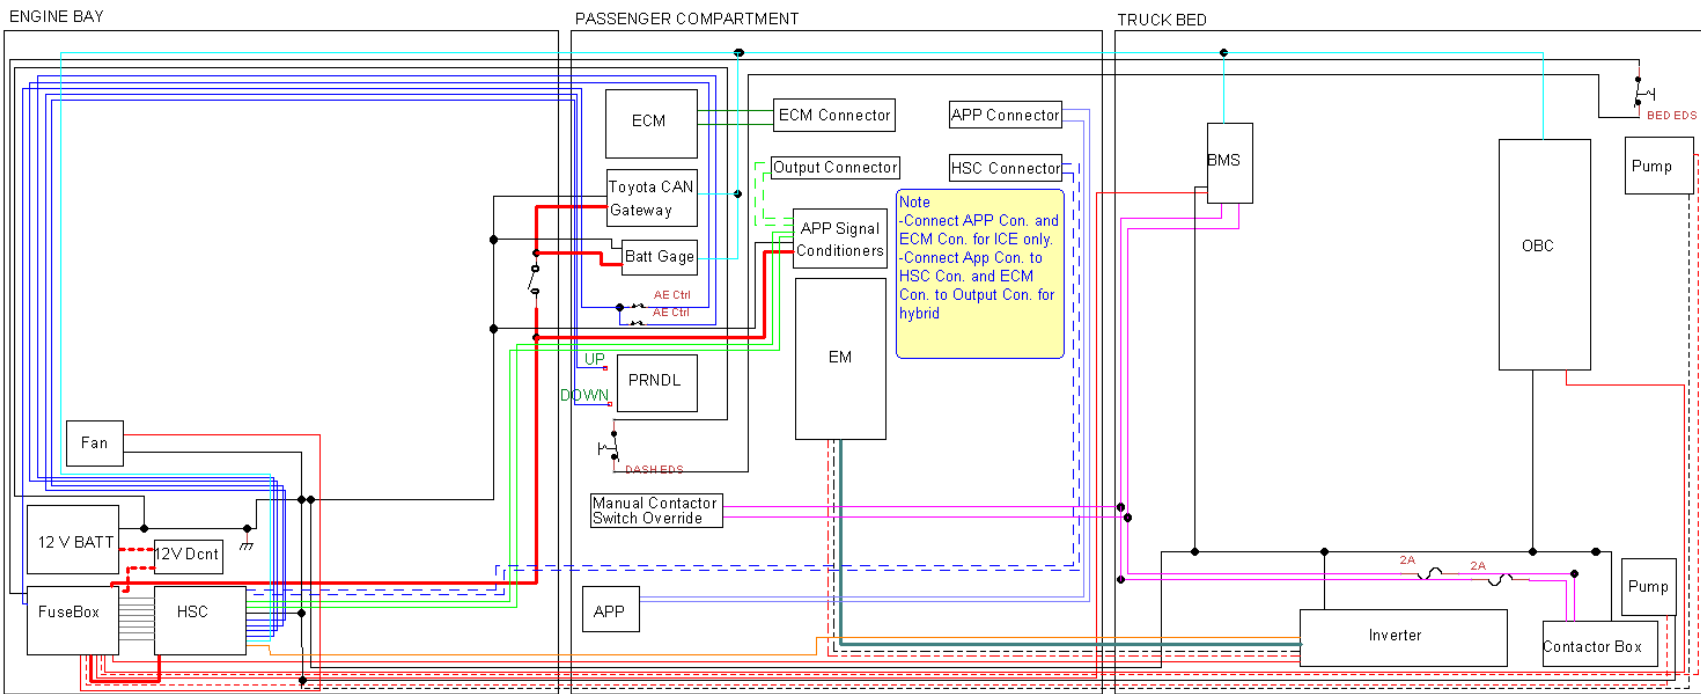 ENGINE BAY
PASSENGER COMPARTMENT
TRUCK BED
ECM
ECM Connector
APP Connector
BED EDS
Output Connector
HSC Connector
BMS
Pump
Toyota CAN
Gateway
Note
-Connect APP Con. and
ECM Con. for ICE only.
-Connect App Con. to
HSC Con. and ECM
Con. to Output Con. for
hybrid
APP Signal
Conditioners
Batt Gage
OBC
AE Ctrl
AE Ctrl
EM
UP
PRNDL
DOWN
Fan
DASH EDS
Manual Contactor
Switch Override
12 V BATT
12V Dcnt
2A
2A
FuseBox
HSC
APP
Pump
Inverter
Contactor Box